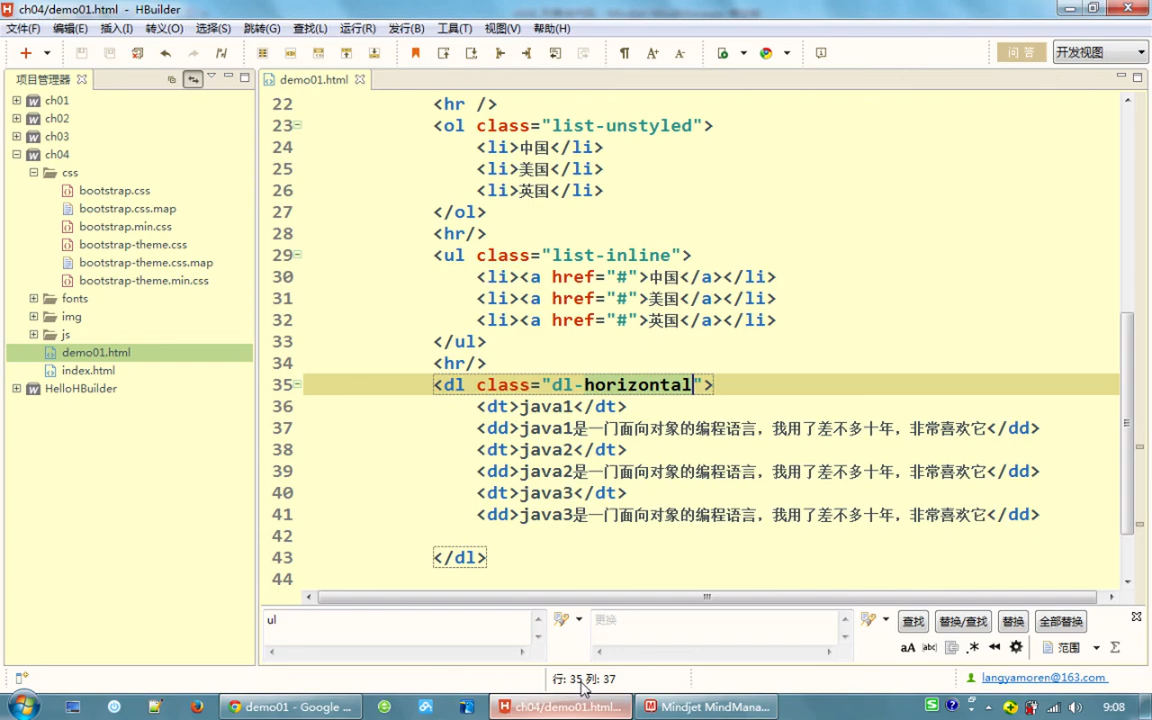 ch04/demo01.html - HBuilder
文件(F) 编辑(E) 插入(I) 转义(O) 选择(S) 跳转(G) 查找(L) 运行(R) 发行(B) 工具(T) 视图(V) 帮助(H)
问 答 开发视图
项目管理器
demo01.html
ch01
ch02
ch03
ch04
css
bootstrap.css
bootstrap.css.map
bootstrap.min.css
bootstrap-theme.css
bootstrap-theme.css.map
bootstrap-theme.min.css
fonts
img
js
demo01.html
index.html
HelloHBuilder
22 <hr />
23 <ol class="list-unstyled">
24 <li>中国</li>
25 <li>美国</li>
26 <li>英国</li>
27 </ol>
28 <hr/>
29 <ul class="list-inline">
30 <li><a href="#">中国</a></li>
31 <li><a href="#">美国</a></li>
32 <li><a href="#">英国</a></li>
33 </ul>
34 <hr/>
35 <dl class="dl-horizontal">
36 <dt>java1</dt>
37 <dd>java1是一门面向对象的编程语言，我用了差不多十年，非常喜欢它</dd>
38 <dt>java2</dt>
39 <dd>java2是一门面向对象的编程语言，我用了差不多十年，非常喜欢它</dd>
40 <dt>java3</dt>
41 <dd>java3是一门面向对象的编程语言，我用了差不多十年，非常喜欢它</dd>
42
43 </dl>
44
ul 更换 查找 替换/查找 替换 全部替换
范围
行: 35 列: 37 langyamoren@163.com
demo01 - Google ... ch04/demo01.html... Mindjet MindMana... 9:08